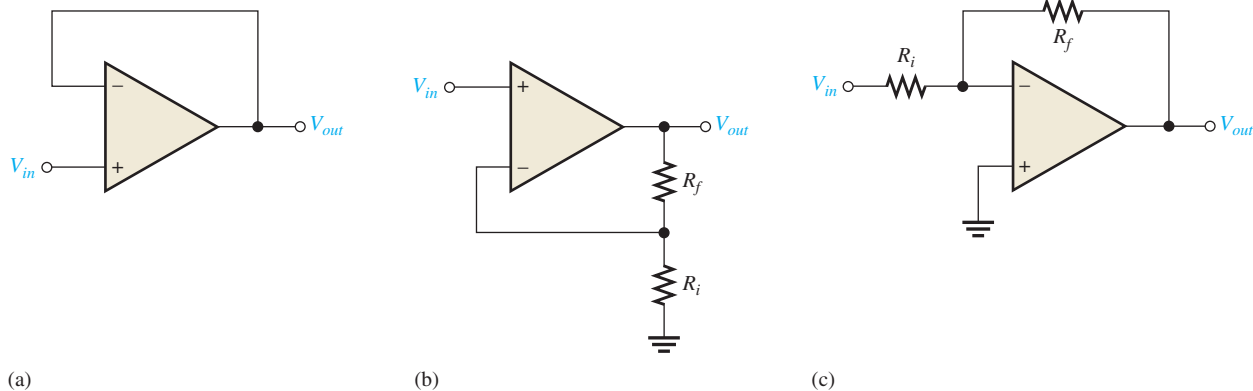 V_in
−
+
V_out
(a)
V_in
+
−
V_out
R_f
R_i
(b)
V_in
R_i
R_f
−
+
V_out
(c)